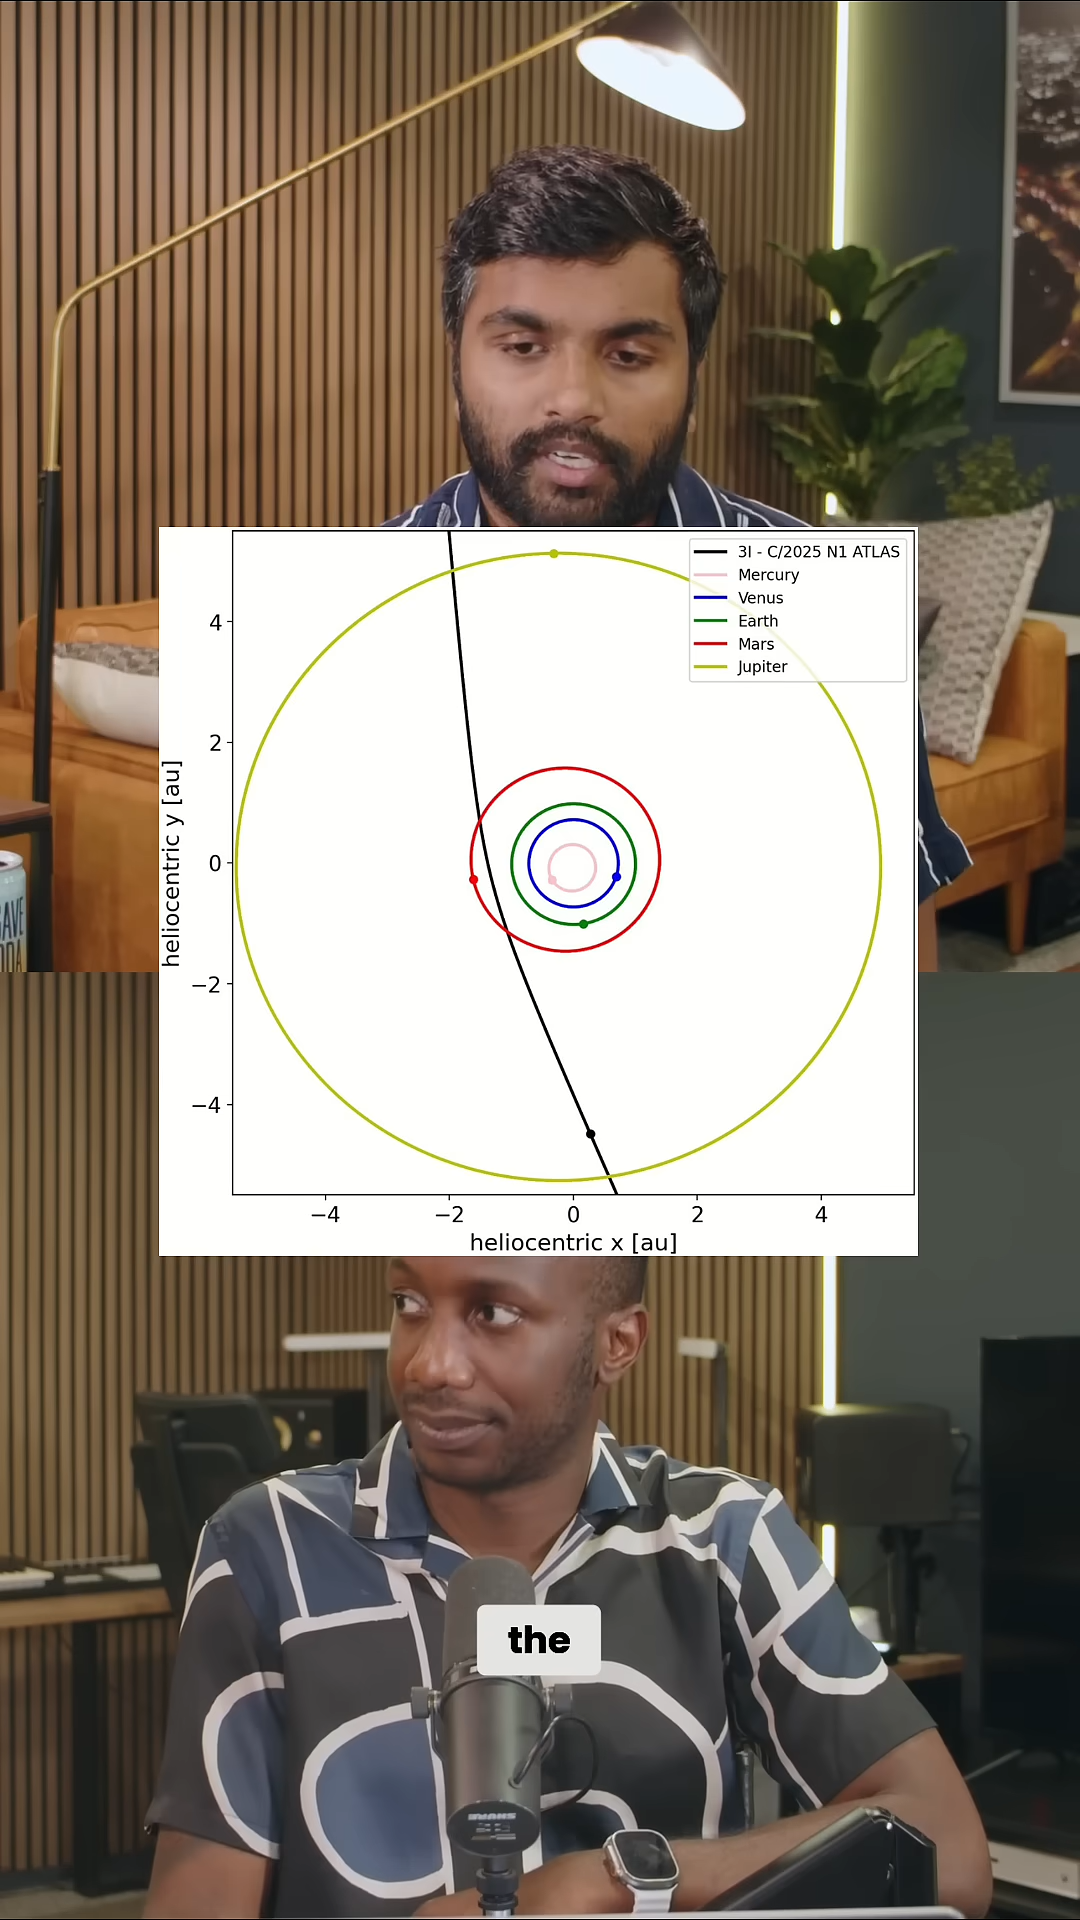 3I - C/2025 N1 ATLAS
Mercury
Venus
Earth
Mars
Jupiter
4
2
0
−2
−4
heliocentric y [au]
−4
−2
0
2
4
heliocentric x [au]
the
SHURE